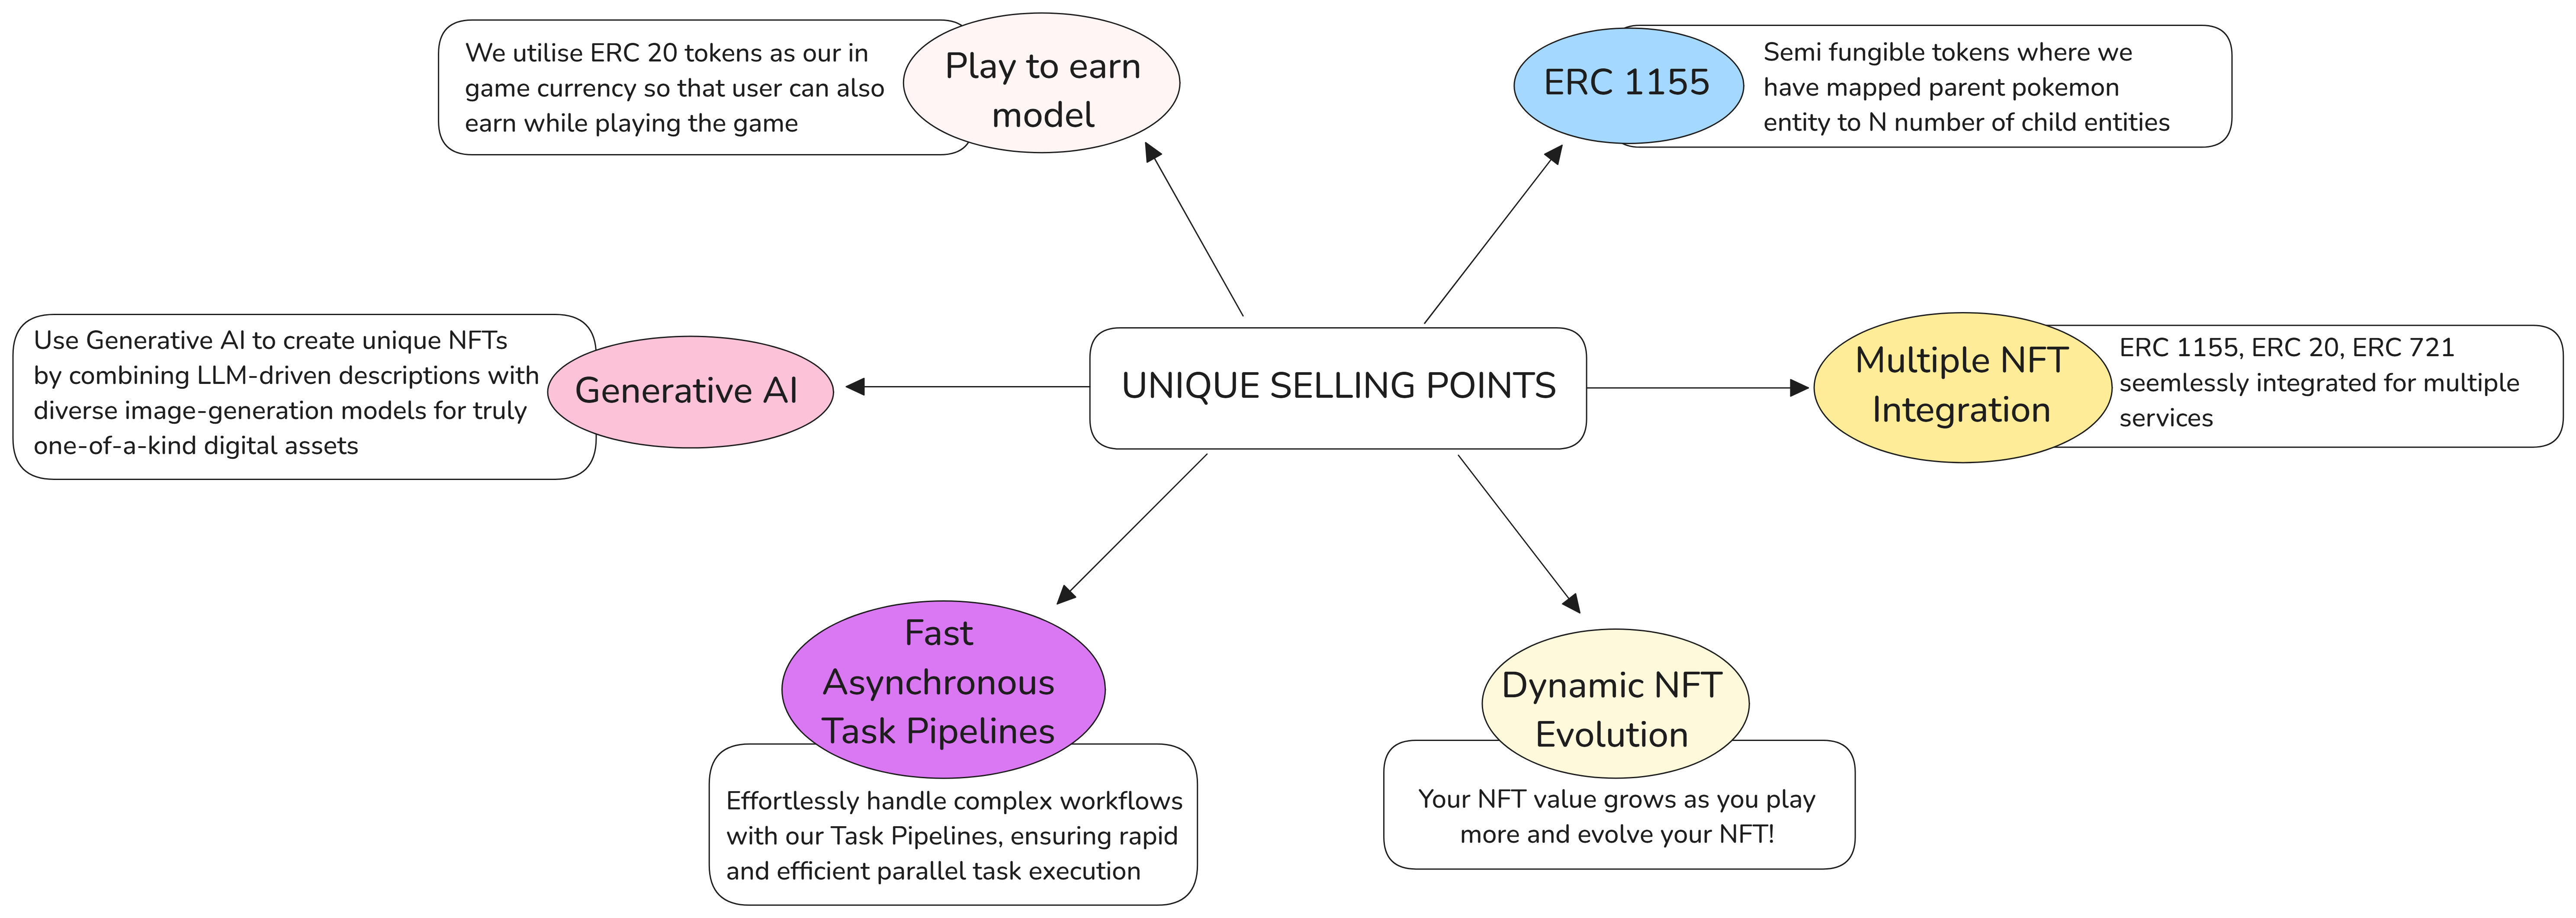 We utilise ERC 20 tokens as our in
game currency so that user can also
earn while playing the game
Play to earn
model
ERC 1155
Semi fungible tokens where we
have mapped parent pokemon
entity to N number of child entities
Use Generative AI to create unique NFTs
by combining LLM-driven descriptions with
diverse image-generation models for truly
one-of-a-kind digital assets
Generative AI
UNIQUE SELLING POINTS
Multiple NFT
Integration
ERC 1155, ERC 20, ERC 721
seemlessly integrated for multiple
services
Fast
Asynchronous
Task Pipelines
Effortlessly handle complex workflows
with our Task Pipelines, ensuring rapid
and efficient parallel task execution
Dynamic NFT
Evolution
Your NFT value grows as you play
more and evolve your NFT!